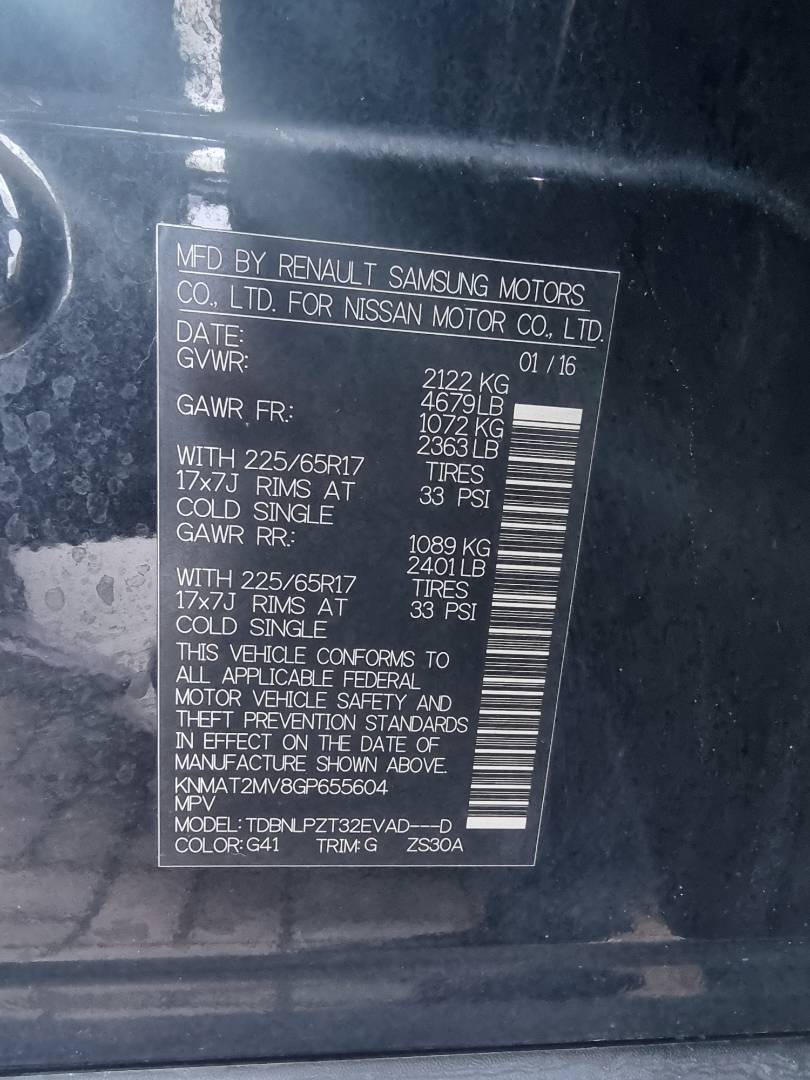 MFD BY RENAULT SAMSUNG MOTORS
CO., LTD. FOR NISSAN MOTOR CO., LTD.
DATE: 01 / 16
GVWR: 2122 KG
4679 LB
GAWR FR.: 1072 KG
2363 LB
WITH 225/65R17 TIRES
17x7J RIMS AT 33 PSI
COLD SINGLE
GAWR RR.: 1089 KG
2401 LB
WITH 225/65R17 TIRES
17x7J RIMS AT 33 PSI
COLD SINGLE
THIS VEHICLE CONFORMS TO
ALL APPLICABLE FEDERAL
MOTOR VEHICLE SAFETY AND
THEFT PREVENTION STANDARDS
IN EFFECT ON THE DATE OF
MANUFACTURE SHOWN ABOVE.
KNMAT2MV8GP655604
MPV
MODEL: TDBNLPZT32EVAD---D
COLOR: G41 TRIM: G ZS30A